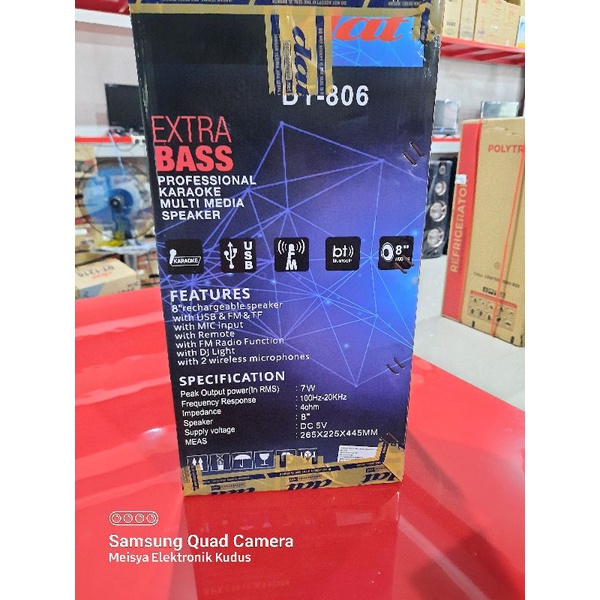 dat
DT-806
EXTRA
BASS
PROFESSIONAL
KARAOKE
MULTI MEDIA
SPEAKER
KARAOKE
USB
FM
bt
Bluetooth
8""
FEATURES
8" rechargeable speaker
with USB & FM & TF
with MIC input
with Remote
with FM Radio Function
with DJ Light
with 2 wireless microphones
SPECIFICATION
Peak Output power(In RMS) : 7W
Frequency Response : 100Hz-20KHz
Impedance : 4ohm
Speaker : 8"
Supply voltage : DC 5V
MEAS : 265X225X445MM
dat
REFRIGERATOR
POLYTR
Samsung Quad Camera
Meisya Elektronik Kudus